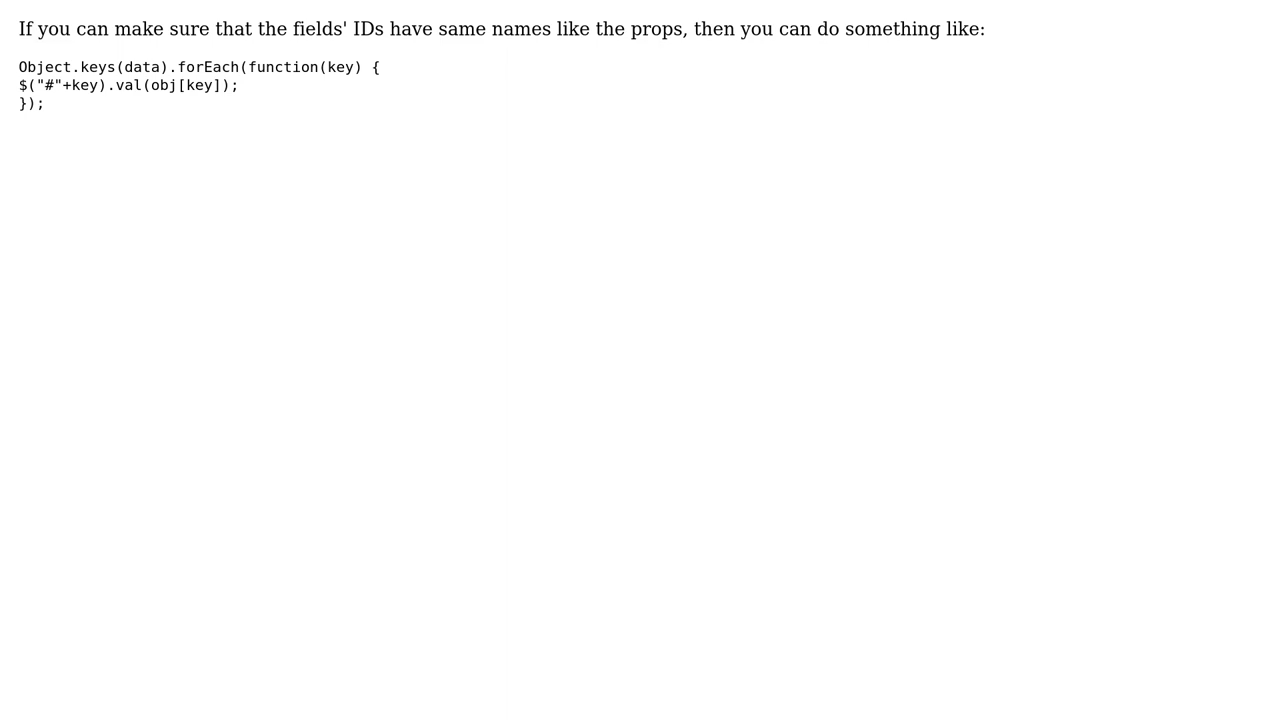 If you can make sure that the fields' IDs have same names like the props, then you can do something like:
Object.keys(data).forEach(function(key) {
$("#"+key).val(obj[key]);
});